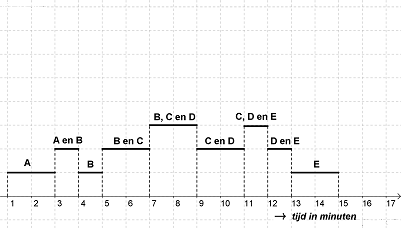 B, C en D
C, D en E
A en B
B en C
C en D
D en E
A
B
E
1 2 3 4 5 6 7 8 9 10 11 12 13 14 15 16 17
→ tijd in minuten